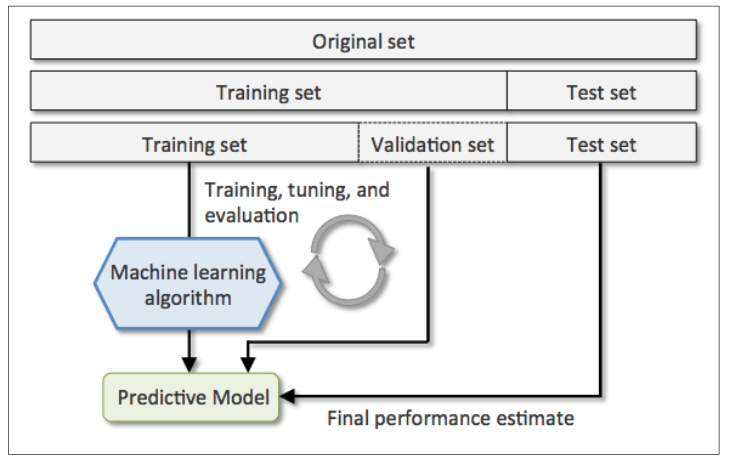 Original set
Training set Test set
Training set Validation set Test set
Training, tuning, and
evaluation
Machine learning
algorithm
Predictive Model
Final performance estimate